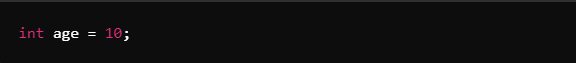 int age = 10;